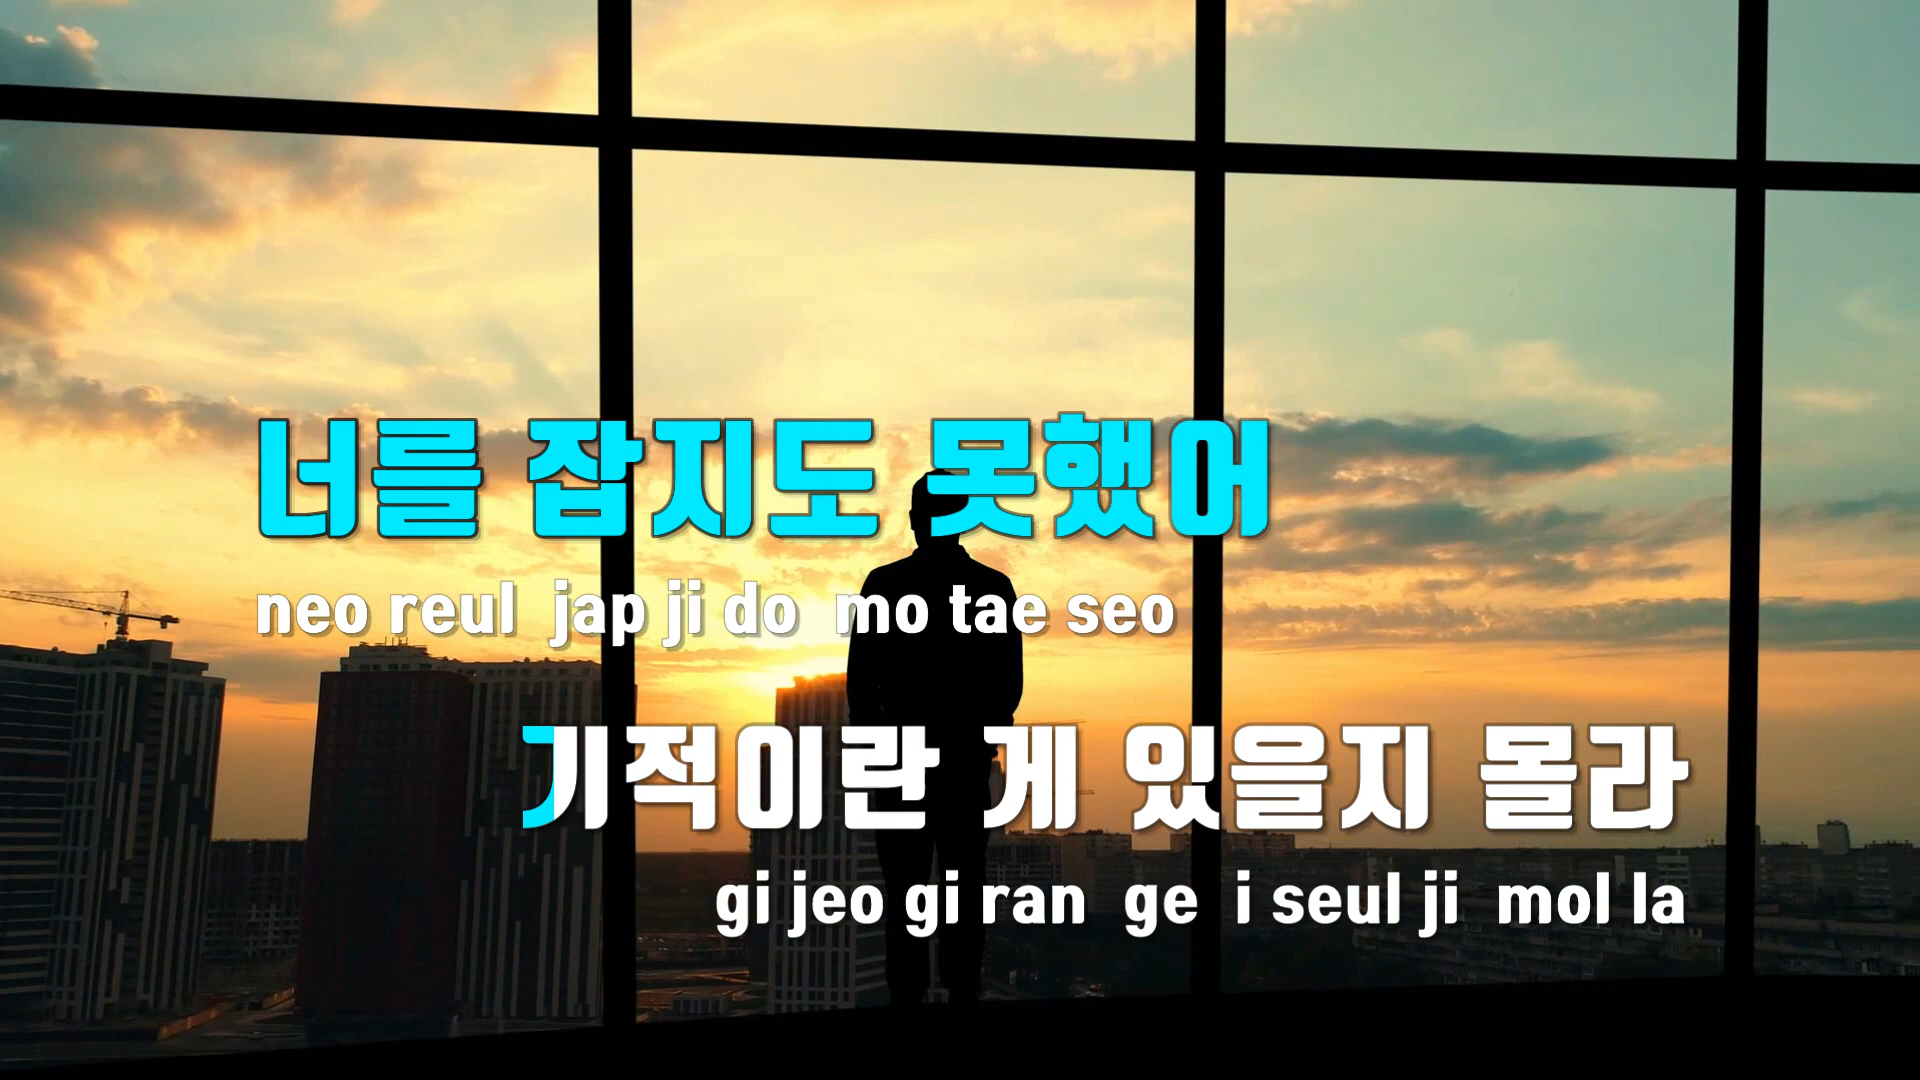 너를 잡지도 못했어
neo reul jap ji do mo tae seo
기적이란 게 있을지 몰라
gi jeo gi ran ge i seul ji mol la